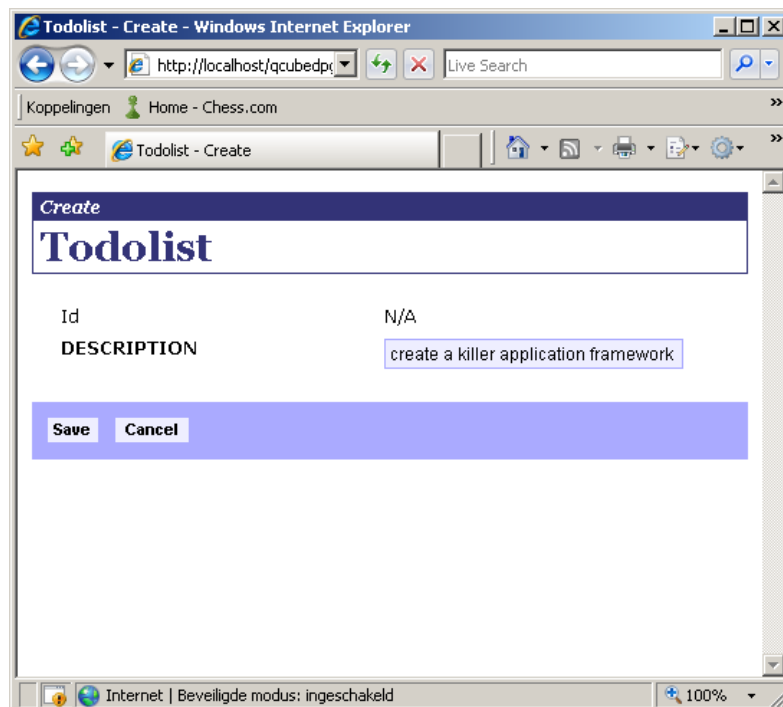 Todolist - Create - Windows Internet Explorer
http://localhost/qcubedpg
Live Search
Koppelingen Home - Chess.com »
Todolist - Create »
Create
Todolist
Id N/A
DESCRIPTION create a killer application framework
Save Cancel
Internet | Beveiligde modus: ingeschakeld 100%